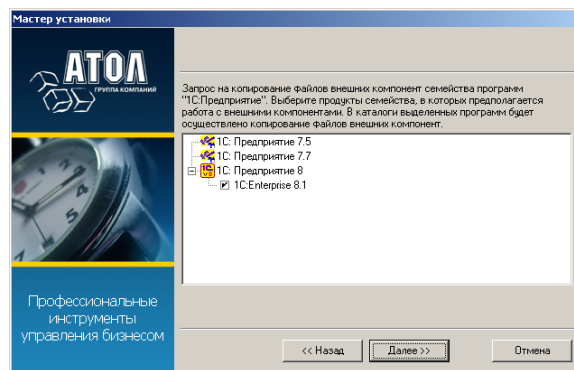 Мастер установки
АТОЛ
ГРУППА КОМПАНИЙ
Запрос на копирование файлов внешних компонент семейства программ
"1С:Предприятие". Выберите продукты семейства, в которых предполагается
работа с внешними компонентами. В каталоги выделенных программ будет
осуществлено копирование файлов внешних компонент.
1С: Предприятие 7.5
1С: Предприятие 7.7
1С: Предприятие 8
1C:Enterprise 8.1
Профессиональные
инструменты
управления бизнесом
<< Назад
Далее >>
Отмена